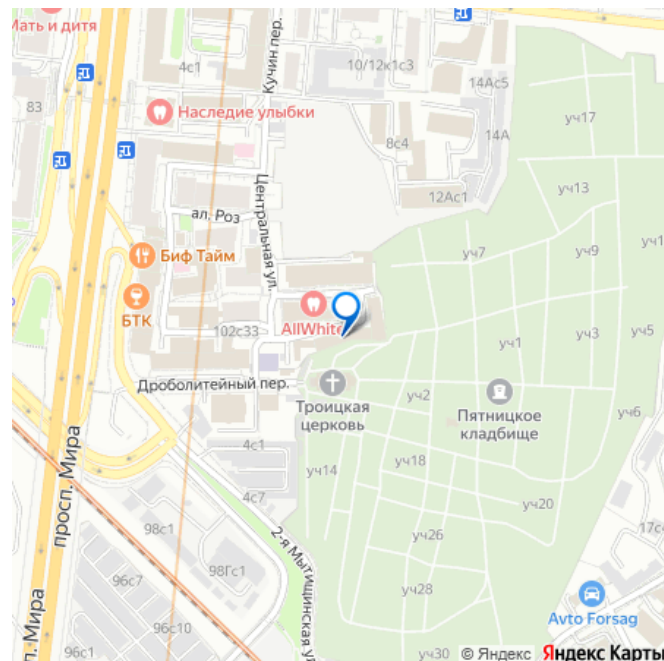 Мать и дитя
4с1
Кучин пер.
10/12к1с3
14Ас5
83
Наследие улыбки
14А
уч17
8с4
12Ас1
уч13
ал. Роз
Центральная ул.
уч7
уч9
уч1
Биф Тайм
БТК
AllWhite
102с33
уч1
уч3
уч5
Дроболитейный пер.
Троицкая
церковь
уч2
Пятницкое
кладбище
уч6
4с1
просп. Мира
уч14
уч18
4с7
уч20
98с1
2-я Мытищинская ул.
уч26
17с4
98Гс1
96с7
96с7
уч28
Avto Forsag
96с10
п. Мира
уч30
© Яндекс
Яндекс Карты